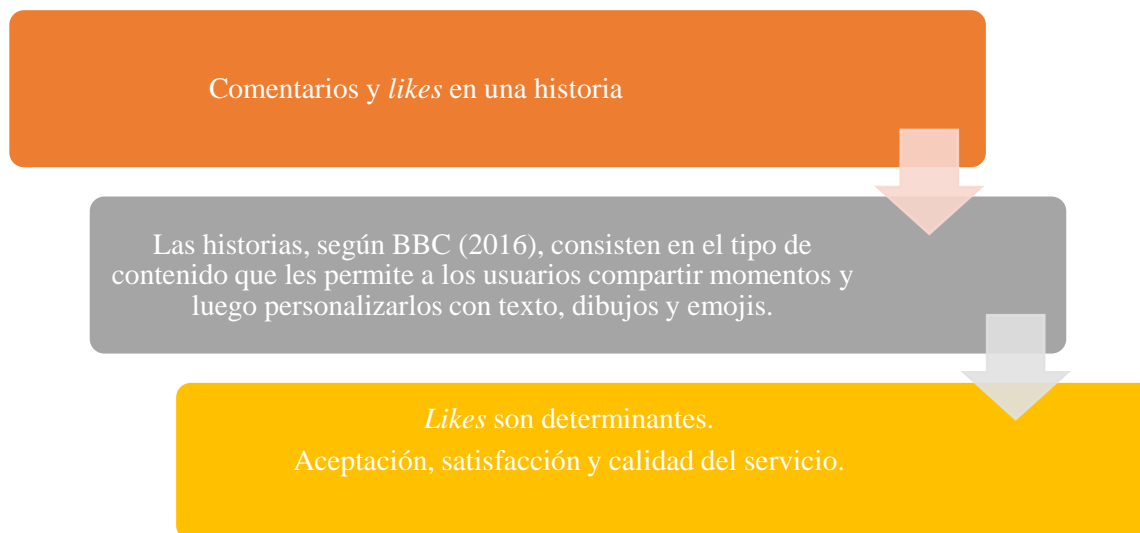 Comentarios y likes en una historia
Las historias, según BBC (2016), consisten en el tipo de
contenido que les permite a los usuarios compartir momentos y
luego personalizarlos con texto, dibujos y emojis.
Likes son determinantes.
Aceptación, satisfacción y calidad del servicio.